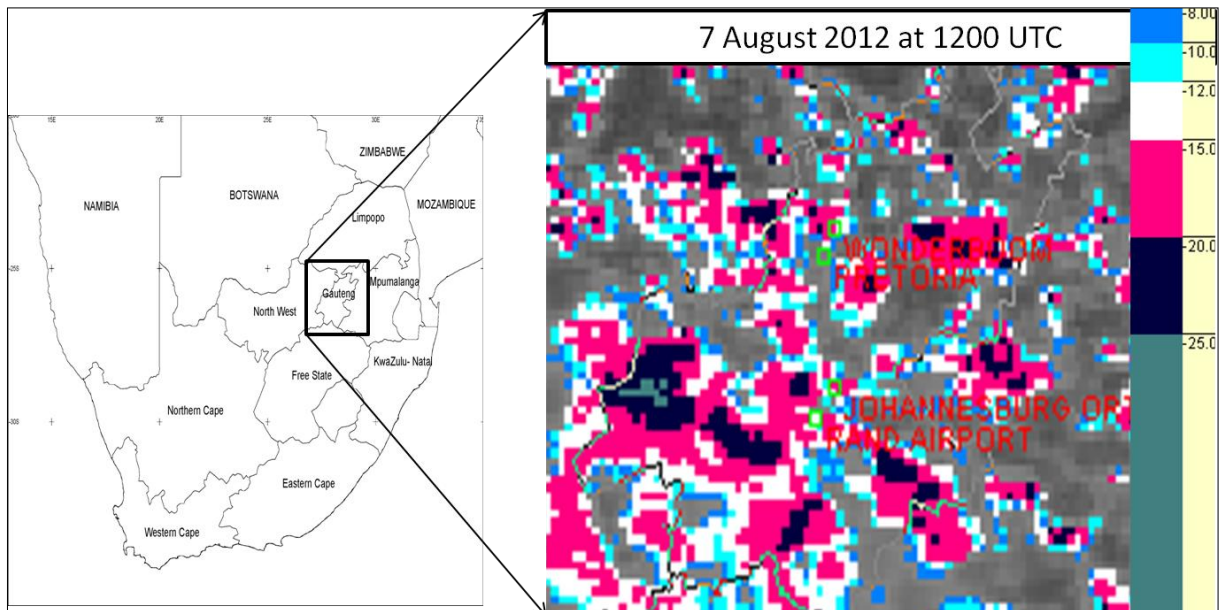 7 August 2012 at 1200 UTC
15E 20E 25E 30E
ZIMBABWE
BOTSWANA
MOZAMBIQUE
NAMIBIA
Limpopo
25S
Mpumalanga
Gauteng
North West
KwaZulu- Natal
Free State
Northern Cape
30S
Eastern Cape
Western Cape
WONDERBOOM
PRETORIA
JOHANNESBURG ORT
RAND AIRPORT
-8.00
-10.0
-12.0
-15.0
-20.0
-25.0